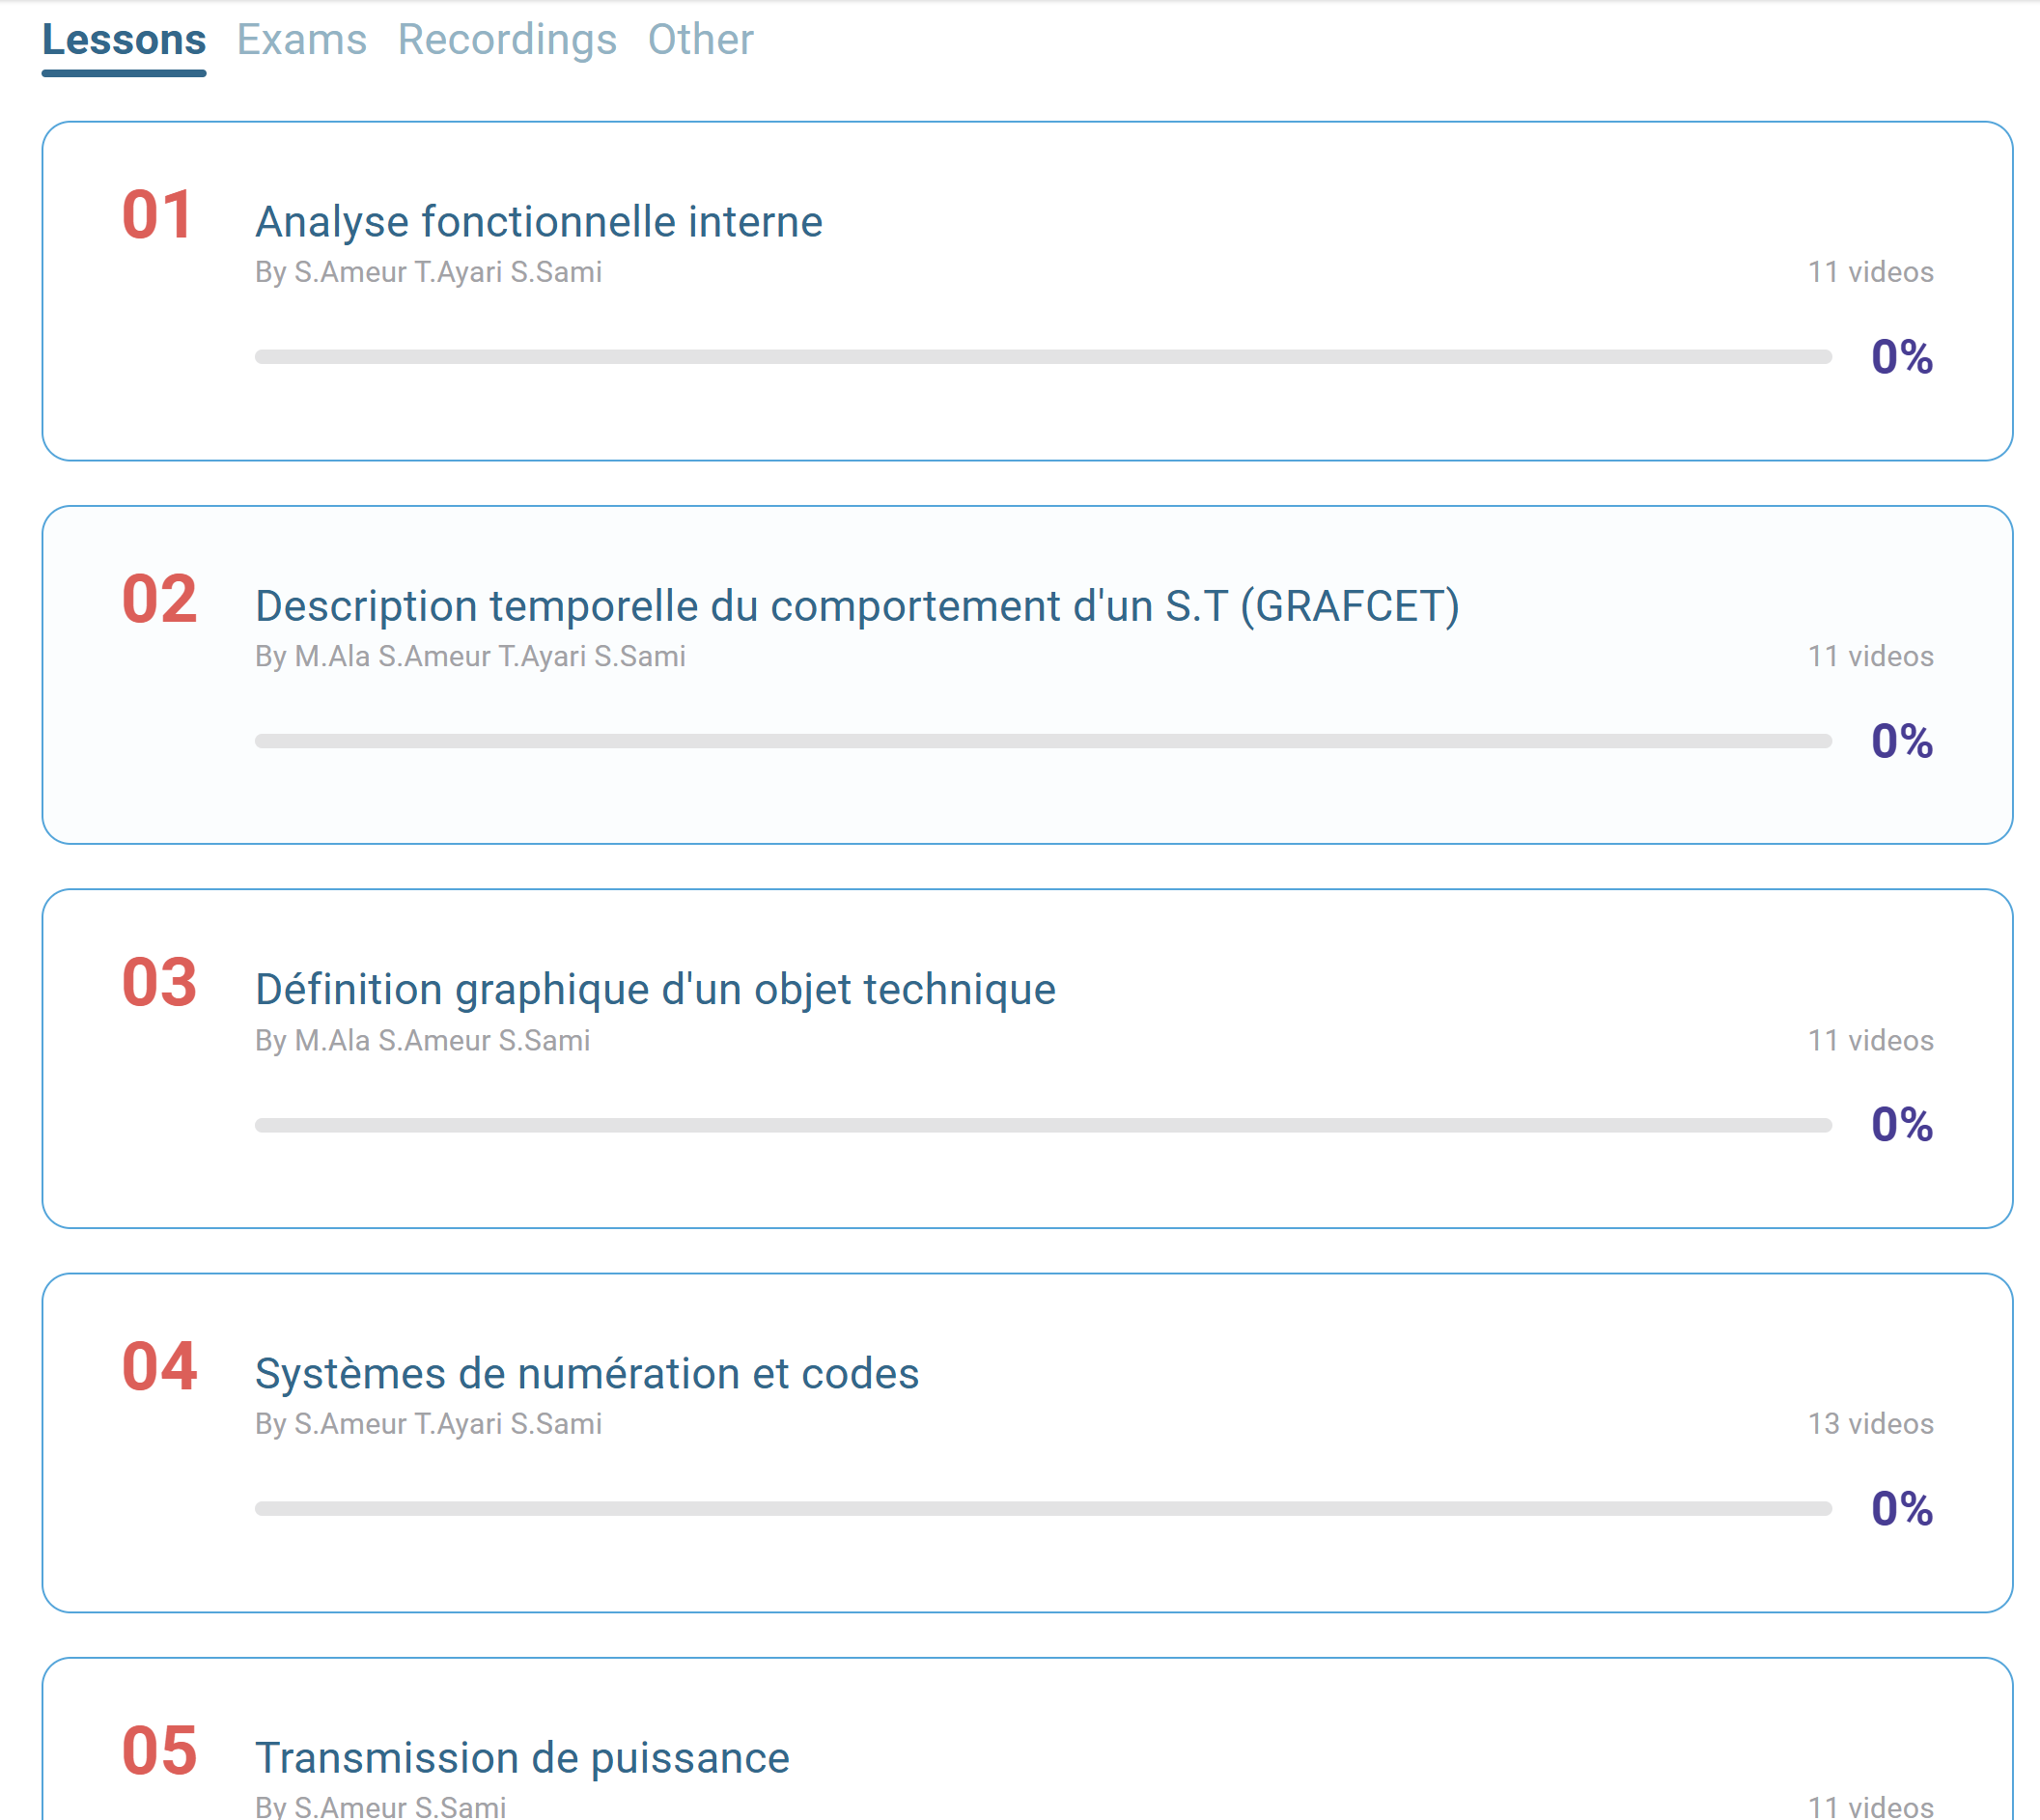 Lessons Exams Recordings Other
01 Analyse fonctionnelle interne
By S.Ameur T.Ayari S.Sami 11 videos
0%
02 Description temporelle du comportement d'un S.T (GRAFCET)
By M.Ala S.Ameur T.Ayari S.Sami 11 videos
0%
03 Définition graphique d'un objet technique
By M.Ala S.Ameur S.Sami 11 videos
0%
04 Systèmes de numération et codes
By S.Ameur T.Ayari S.Sami 13 videos
0%
05 Transmission de puissance
By S.Ameur S.Sami 11 videos